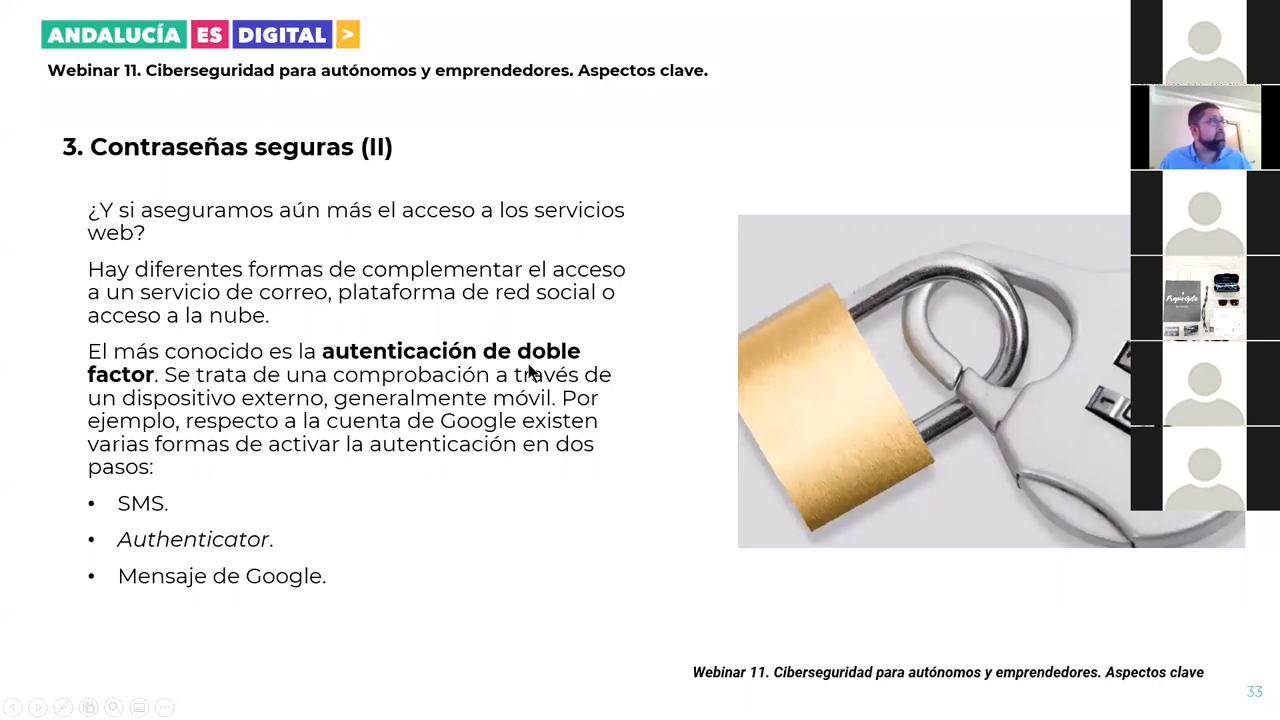 ANDALUCÍA ES DIGITAL >
Webinar 11. Ciberseguridad para autónomos y emprendedores. Aspectos clave.
3. Contraseñas seguras (II)
¿Y si aseguramos aún más el acceso a los servicios
web?
Hay diferentes formas de complementar el acceso
a un servicio de correo, plataforma de red social o
acceso a la nube.
El más conocido es la autenticación de doble
factor. Se trata de una comprobación a través de
un dispositivo externo, generalmente móvil. Por
ejemplo, respecto a la cuenta de Google existen
varias formas de activar la autenticación en dos
pasos:
• SMS.
• Authenticator.
• Mensaje de Google.
1
Webinar 11. Ciberseguridad para autónomos y emprendedores. Aspectos clave
33